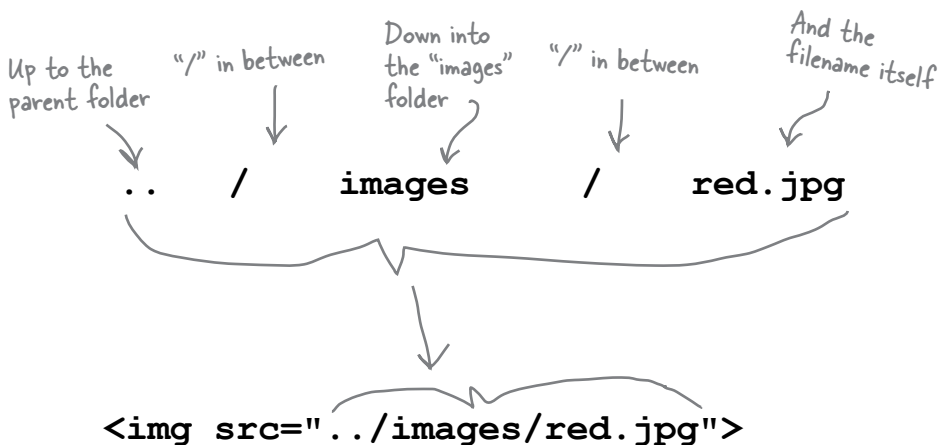 Up to the
parent folder
“/” in between
Down into
the “images”
folder
“/” in between
And the
filename itself
.. / images / red.jpg
<img src="../images/red.jpg">